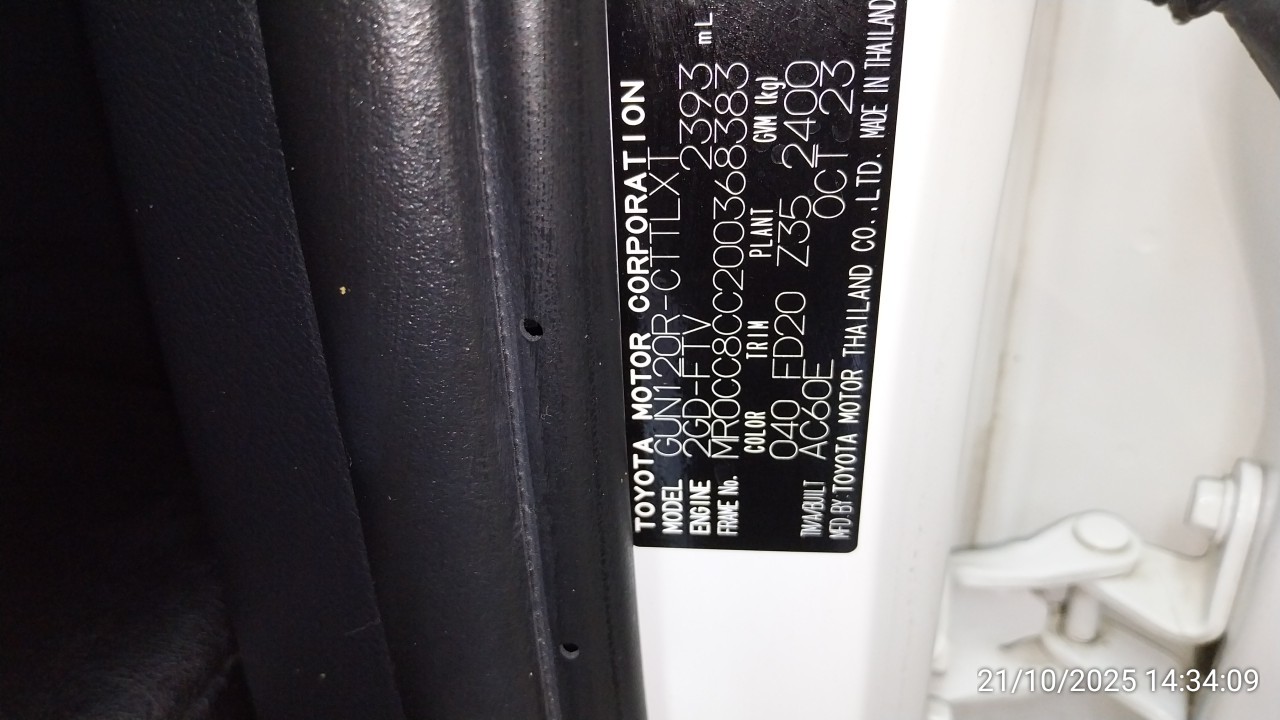 TOYOTA MOTOR CORPORATION
MODEL GUN120R-CTTLXT
ENGINE 2GD-FTV 2393 mL
FRAME No. MR0CC8CC200368383
COLOR TRIM PLANT GVM (kg)
040 FD20 Z35 2400
TM/A/BUILT AC60E OCT 23
MFD.BY:TOYOTA MOTOR THAILAND CO.,LTD. MADE IN THAILAND
21/10/2025 14:34:09